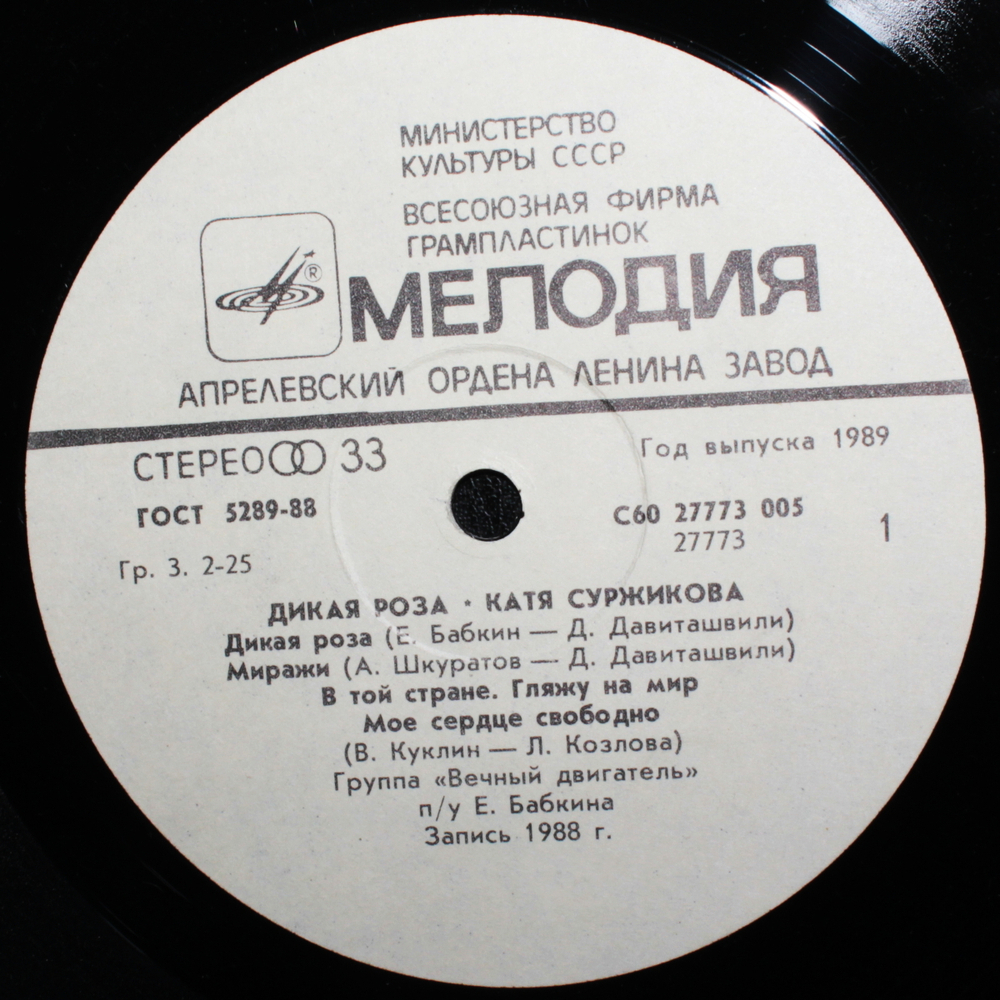 МИНИСТЕРСТВО
КУЛЬТУРЫ СССР
ВСЕСОЮЗНАЯ ФИРМА
ГРАМПЛАСТИНОК
®
МЕЛОДИЯ
АПРЕЛЕВСКИЙ ОРДЕНА ЛЕНИНА ЗАВОД
СТЕРЕО 33
Год выпуска 1989
ГОСТ 5289-88
С60 27773 005
27773
1
Гр. 3. 2-25
ДИКАЯ РОЗА · КАТЯ СУРЖИКОВА
Дикая роза (Е. Бабкин — Д. Давиташвили)
Миражи (А. Шкуратов — Д. Давиташвили)
В той стране. Гляжу на мир
Мое сердце свободно
(В. Куклин — Л. Козлова)
Группа «Вечный двигатель»
п/у Е. Бабкина
Запись 1988 г.